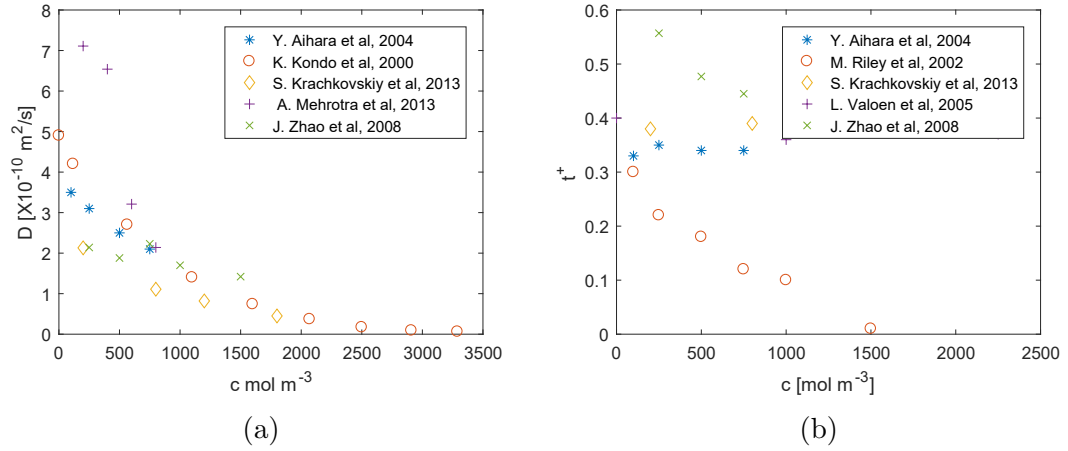 8
7
6
5
4
3
2
1
0
D [X10⁻¹⁰ m²/s]
Y. Aihara et al, 2004
K. Kondo et al, 2000
S. Krachkovskiy et al, 2013
A. Mehrotra et al, 2013
J. Zhao et al, 2008
0 500 1000 1500 2000 2500 3000 3500
c mol m⁻³
(a)
0.6
0.5
0.4
0.3
0.2
0.1
0
t⁺
Y. Aihara et al, 2004
M. Riley et al, 2002
S. Krachkovskiy et al, 2013
L. Valoen et al, 2005
J. Zhao et al, 2008
0 500 1000 1500 2000 2500
c [mol m⁻³]
(b)